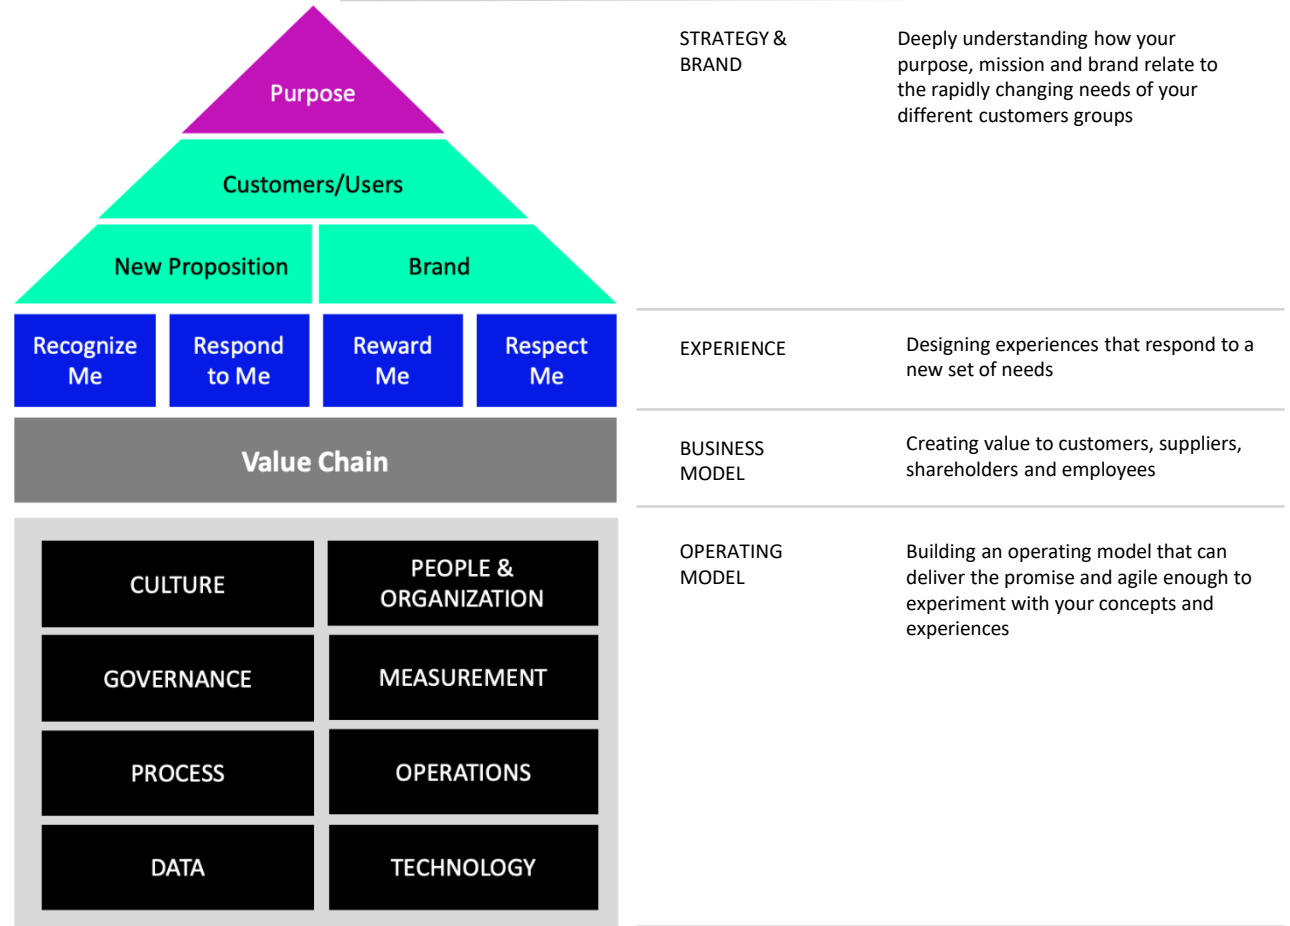 Purpose
Customers/Users
New Proposition
Brand
Recognize
Me
Respond
to Me
Reward
Me
Respect
Me
Value Chain
CULTURE
PEOPLE &
ORGANIZATION
GOVERNANCE
MEASUREMENT
PROCESS
OPERATIONS
DATA
TECHNOLOGY
STRATEGY &
BRAND
Deeply understanding how your
purpose, mission and brand relate to
the rapidly changing needs of your
different customers groups
EXPERIENCE
Designing experiences that respond to a
new set of needs
BUSINESS
MODEL
Creating value to customers, suppliers,
shareholders and employees
OPERATING
MODEL
Building an operating model that can
deliver the promise and agile enough to
experiment with your concepts and
experiences